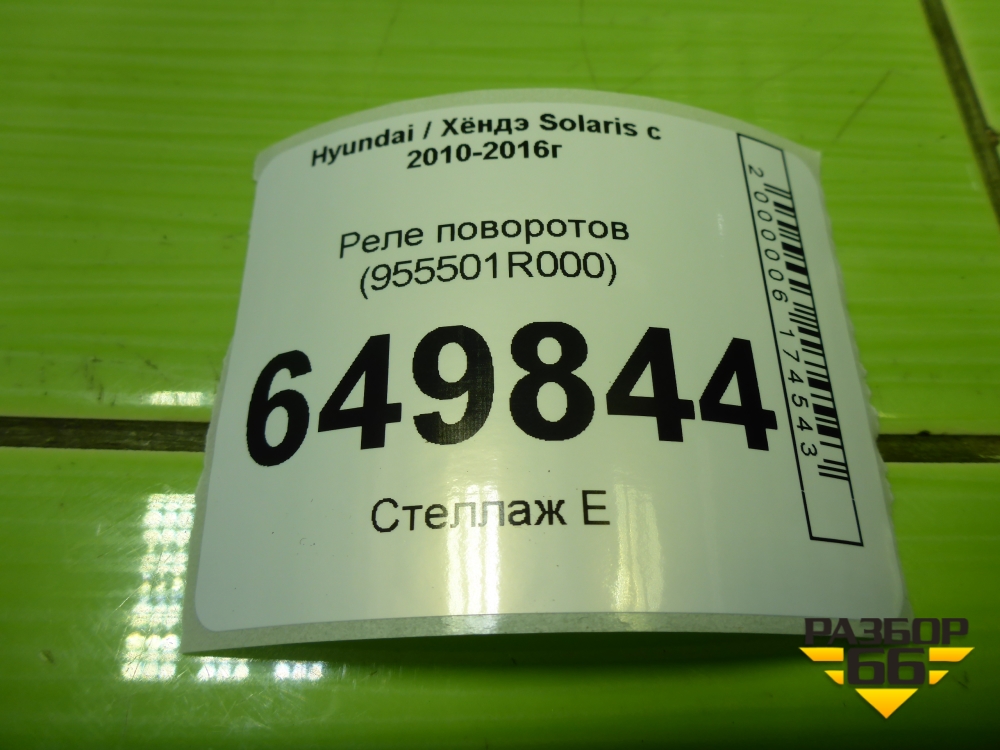 Hyundai / Хёндэ Solaris с
2010-2016г
Реле поворотов
(955501R000)
649844
Стеллаж Е
2000006174543
РАЗБОР
66